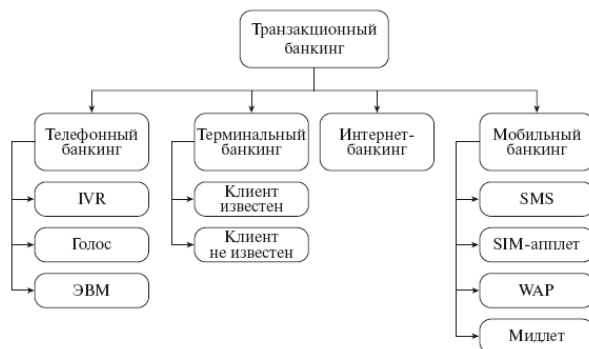 Транзакционный
банкинг
Телефонный
банкинг
Терминальный
банкинг
Интернет-
банкинг
Мобильный
банкинг
IVR
Голос
ЭВМ
Клиент
известен
Клиент
не известен
SMS
SIM-апплет
WAP
Мидлет